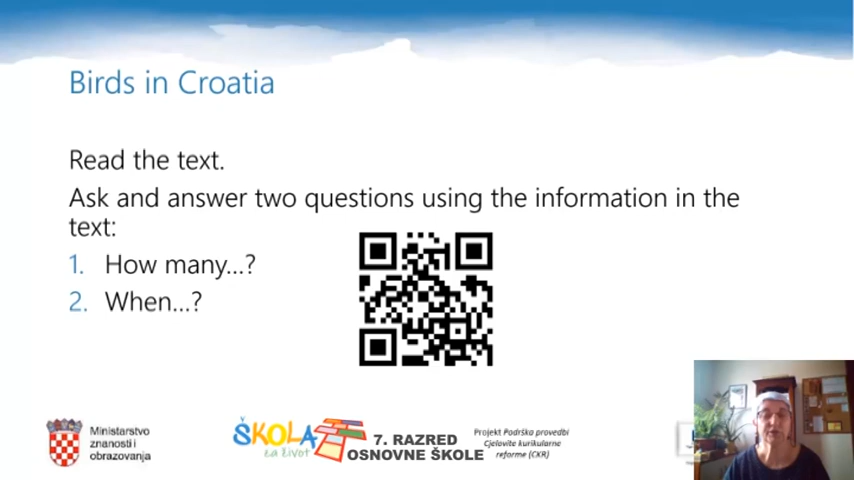 Birds in Croatia
Read the text.
Ask and answer two questions using the information in the
text:
1. How many...?
2. When...?
Ministarstvo
znanosti i
obrazovanja
ŠKOLA
za život
7. RAZRED
OSNOVNE ŠKOLE
Projekt Podrška provedbi
Cjelovite kurikularne
reforme (CKR)